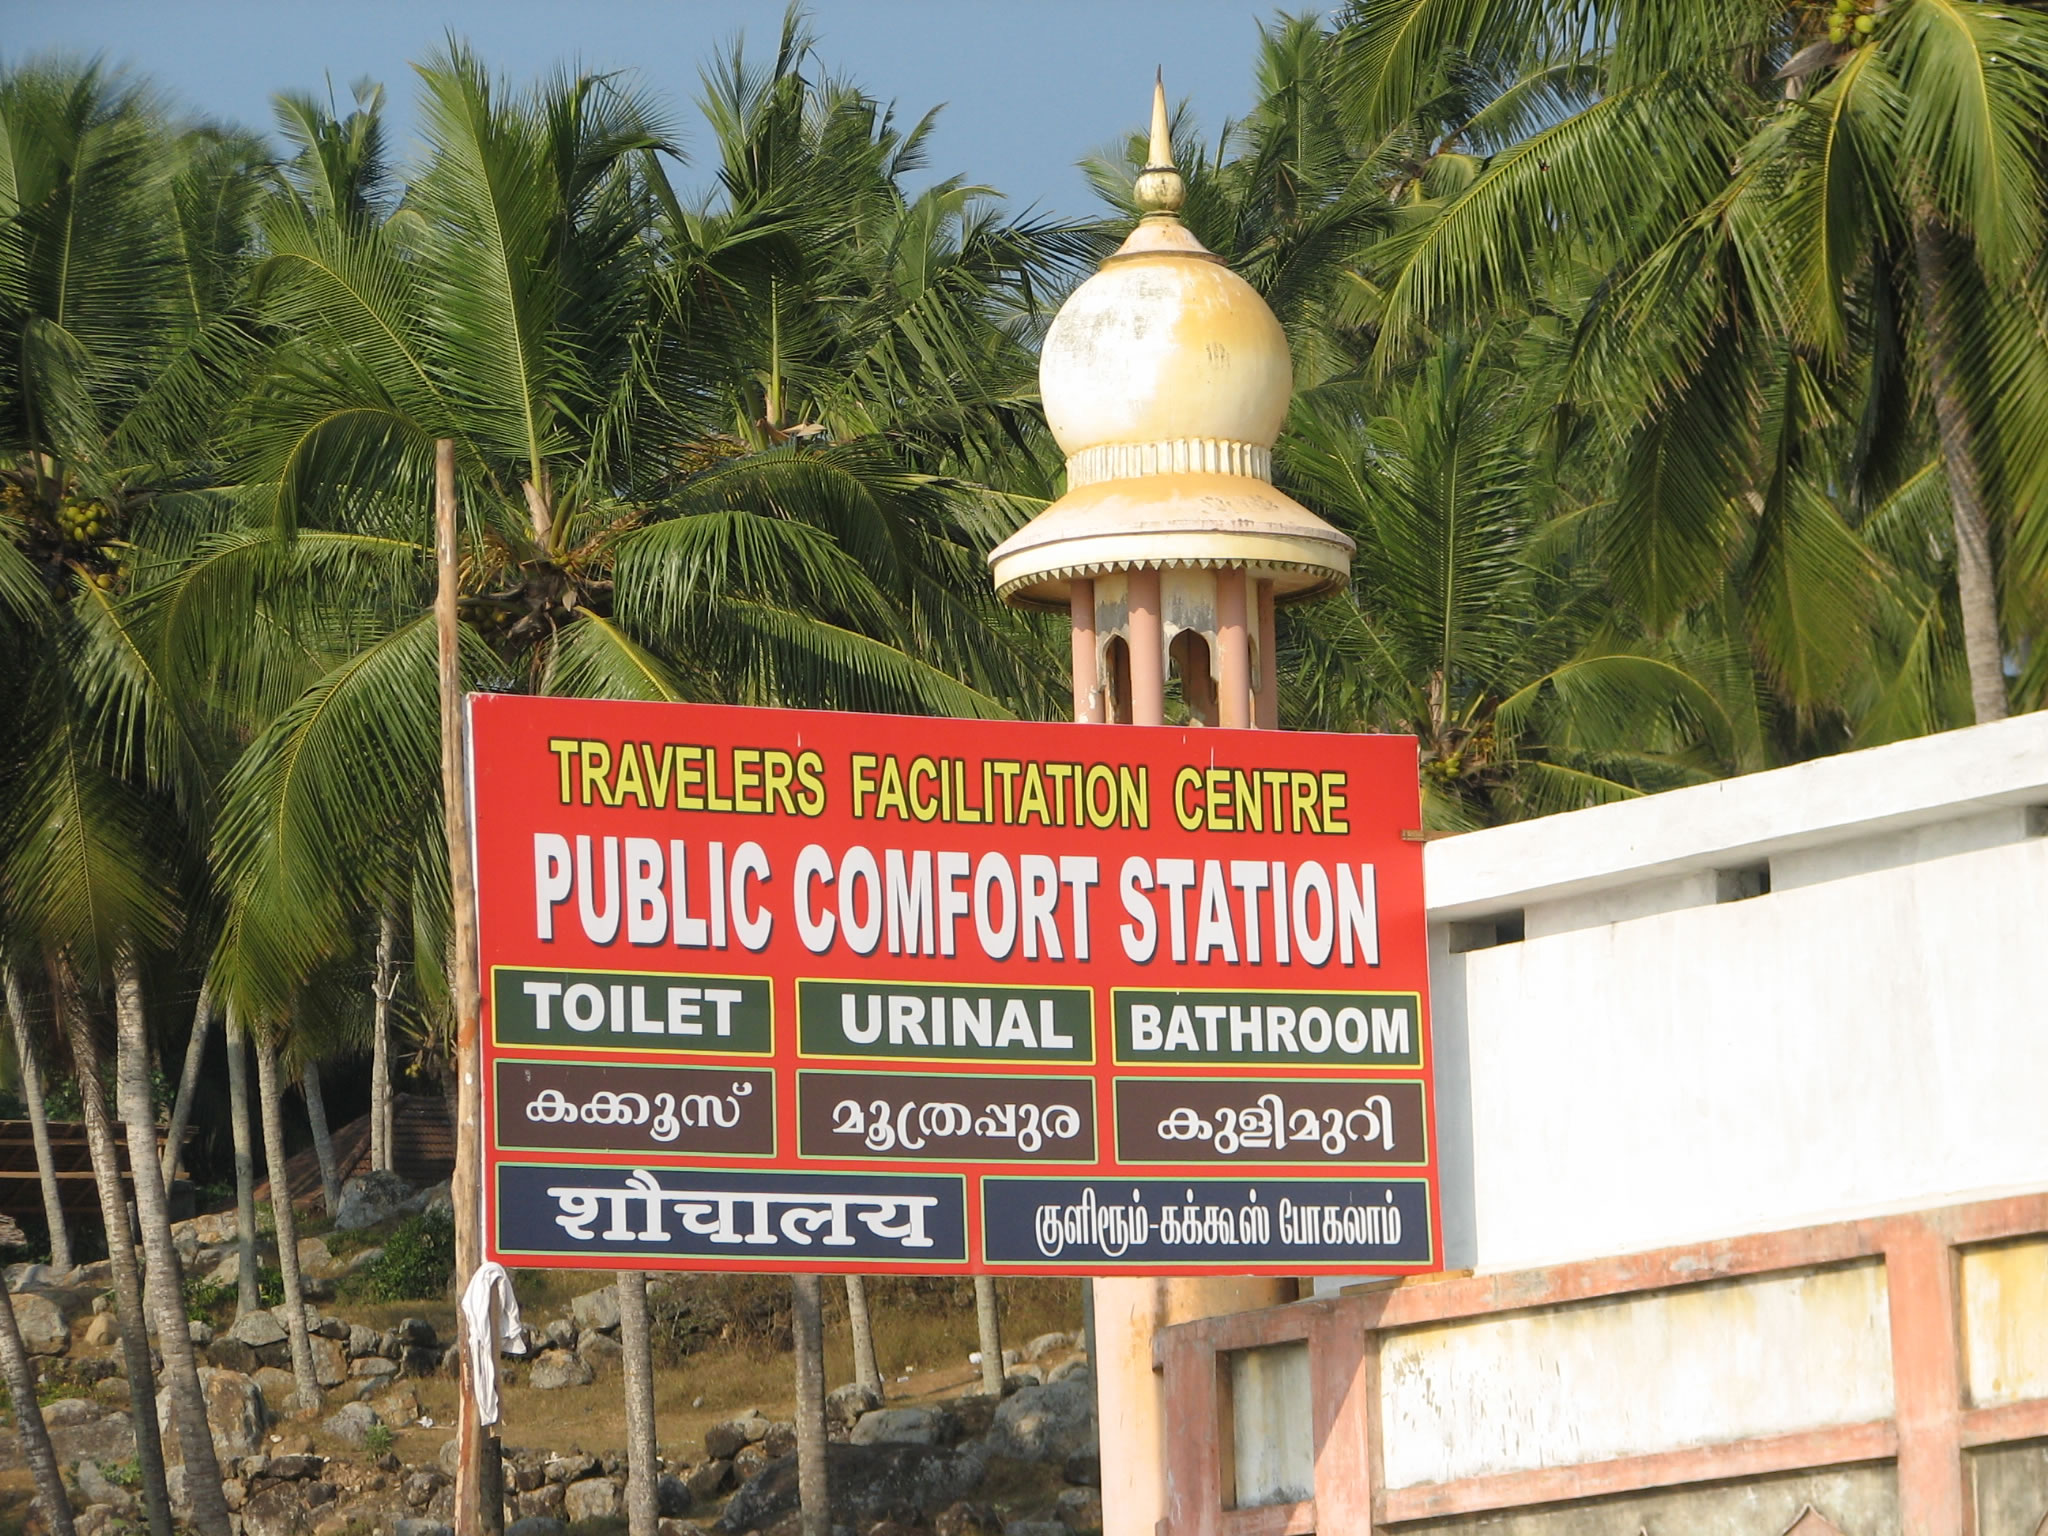 TRAVELERS FACILITATION CENTRE
PUBLIC COMFORT STATION
TOILET URINAL BATHROOM
കക്കൂസ് മൂത്രപ്പുര കുളിമുറി
शौचालय குளிரூம்-கக்கூஸ் போகலாம்